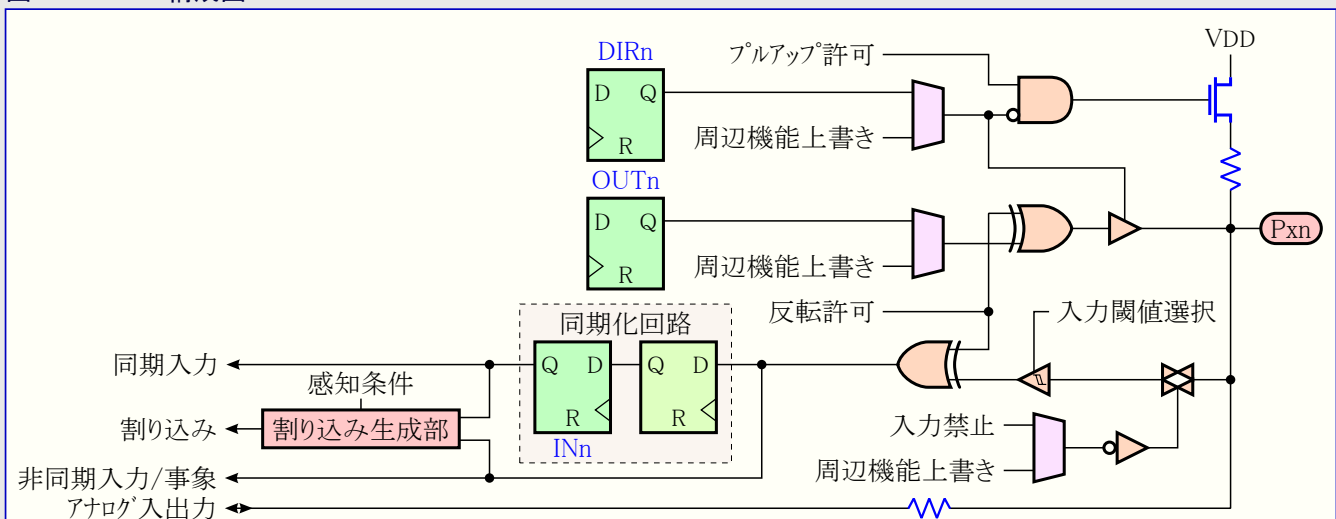 DIRn
D Q
R
プルアップ許可
周辺機能上書き
VDD
OUTn
D Q
R
周辺機能上書き
Pxn
反転許可
入力閾値選択
同期化回路
Q D
R
INn
Q D
同期入力
感知条件
割り込み
割り込み生成部
入力禁止
周辺機能上書き
非同期入力/事象
アナログ入出力